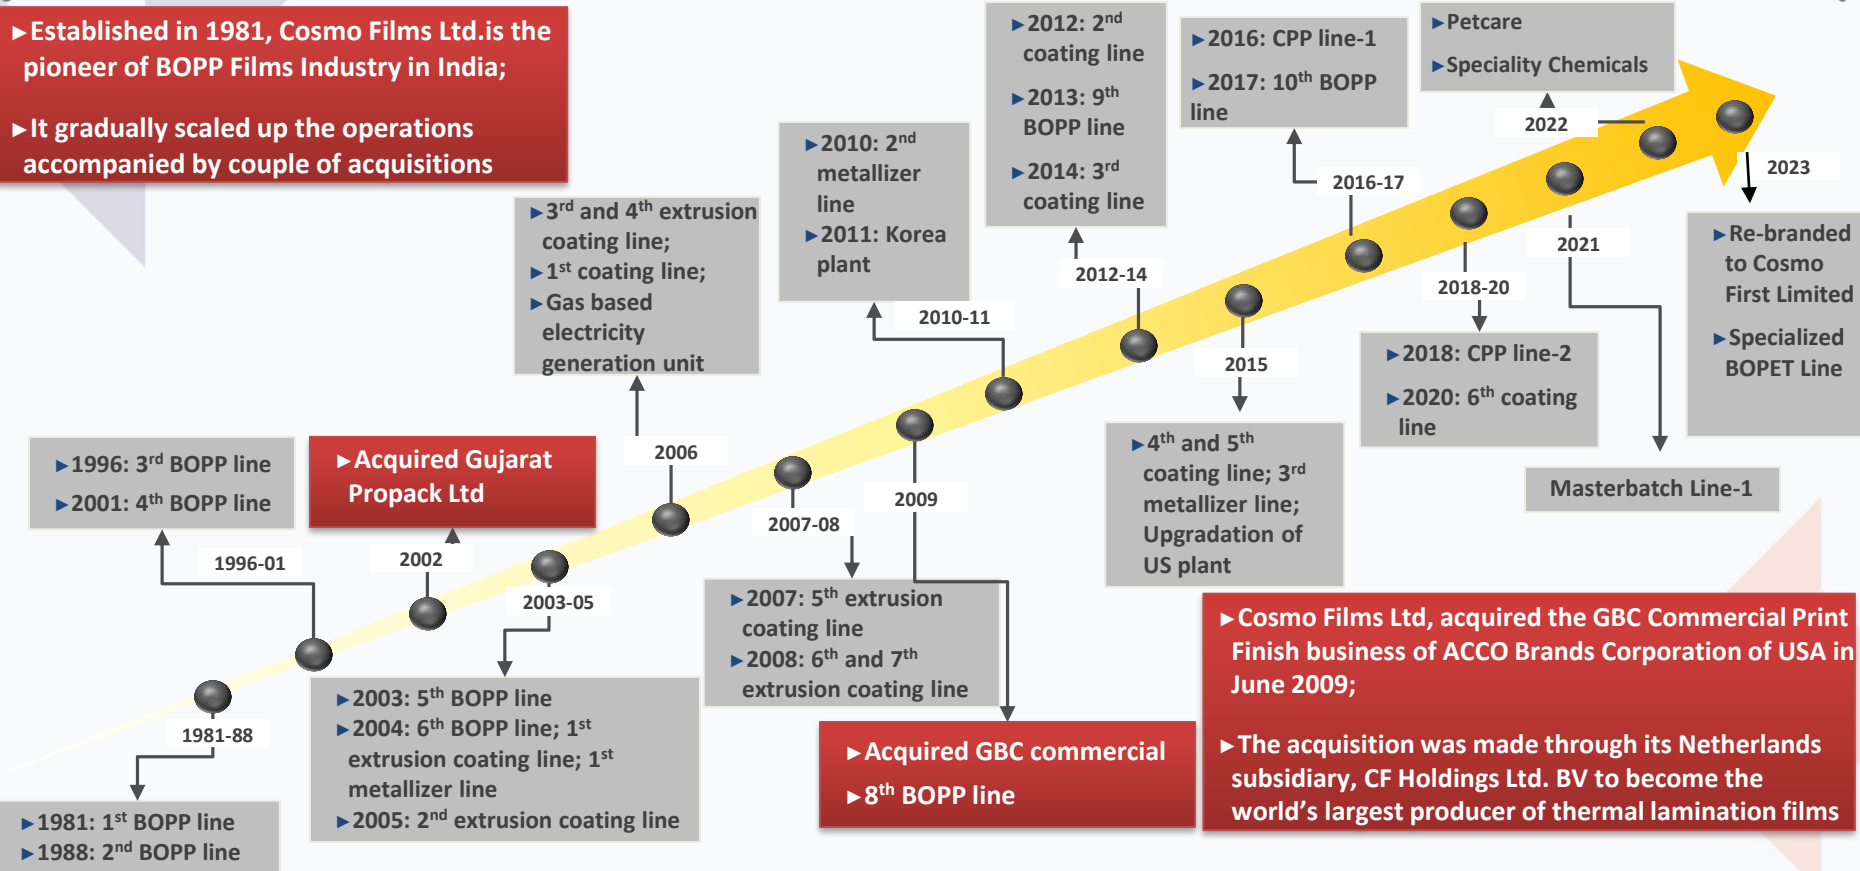 ►Established in 1981, Cosmo Films Ltd.is the
pioneer of BOPP Films Industry in India;
►It gradually scaled up the operations
accompanied by couple of acquisitions
►1981: 1st BOPP line
►1988: 2nd BOPP line
1981-88
►1996: 3rd BOPP line
►2001: 4th BOPP line
1996-01
►Acquired Gujarat
Propack Ltd
2002
2003-05
►2003: 5th BOPP line
►2004: 6th BOPP line; 1st
extrusion coating line; 1st
metallizer line
►2005: 2nd extrusion coating line
►3rd and 4th extrusion
coating line;
►1st coating line;
►Gas based
electricity
generation unit
2006
2007-08
►2007: 5th extrusion
coating line
►2008: 6th and 7th
extrusion coating line
2009
►Acquired GBC commercial
►8th BOPP line
►2010: 2nd
metallizer
line
►2011: Korea
plant
2010-11
►2012: 2nd
coating line
►2013: 9th
BOPP line
►2014: 3rd
coating line
2012-14
2015
►4th and 5th
coating line; 3rd
metallizer line;
Upgradation of
US plant
►2016: CPP line-1
►2017: 10th BOPP
line
2016-17
2018-20
►2018: CPP line-2
►2020: 6th coating
line
2021
Masterbatch Line-1
►Petcare
►Speciality Chemicals
2022
2023
►Re-branded
to Cosmo
First Limited
►Specialized
BOPET Line
►Cosmo Films Ltd, acquired the GBC Commercial Print
Finish business of ACCO Brands Corporation of USA in
June 2009;
►The acquisition was made through its Netherlands
subsidiary, CF Holdings Ltd. BV to become the
world's largest producer of thermal lamination films